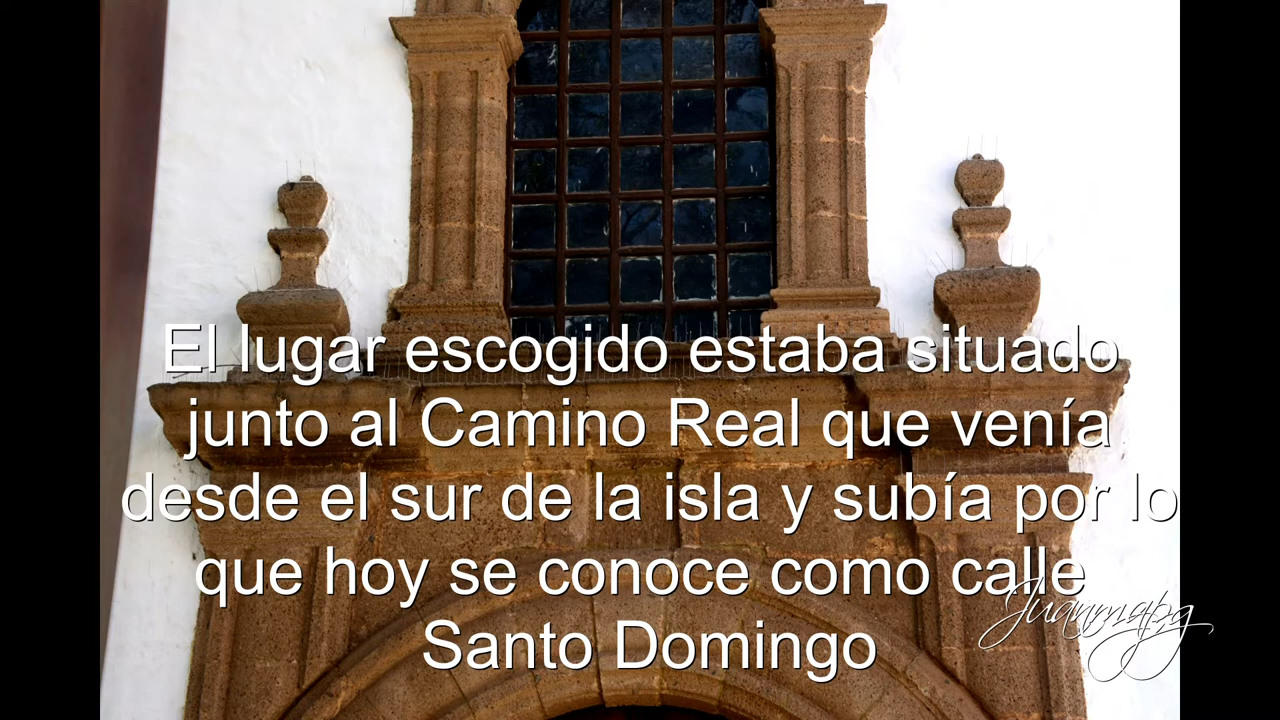 El lugar escogido estaba situado
junto al Camino Real que venía
desde el sur de la isla y subía por lo
que hoy se conoce como calle
Santo Domingo
Juanmabg